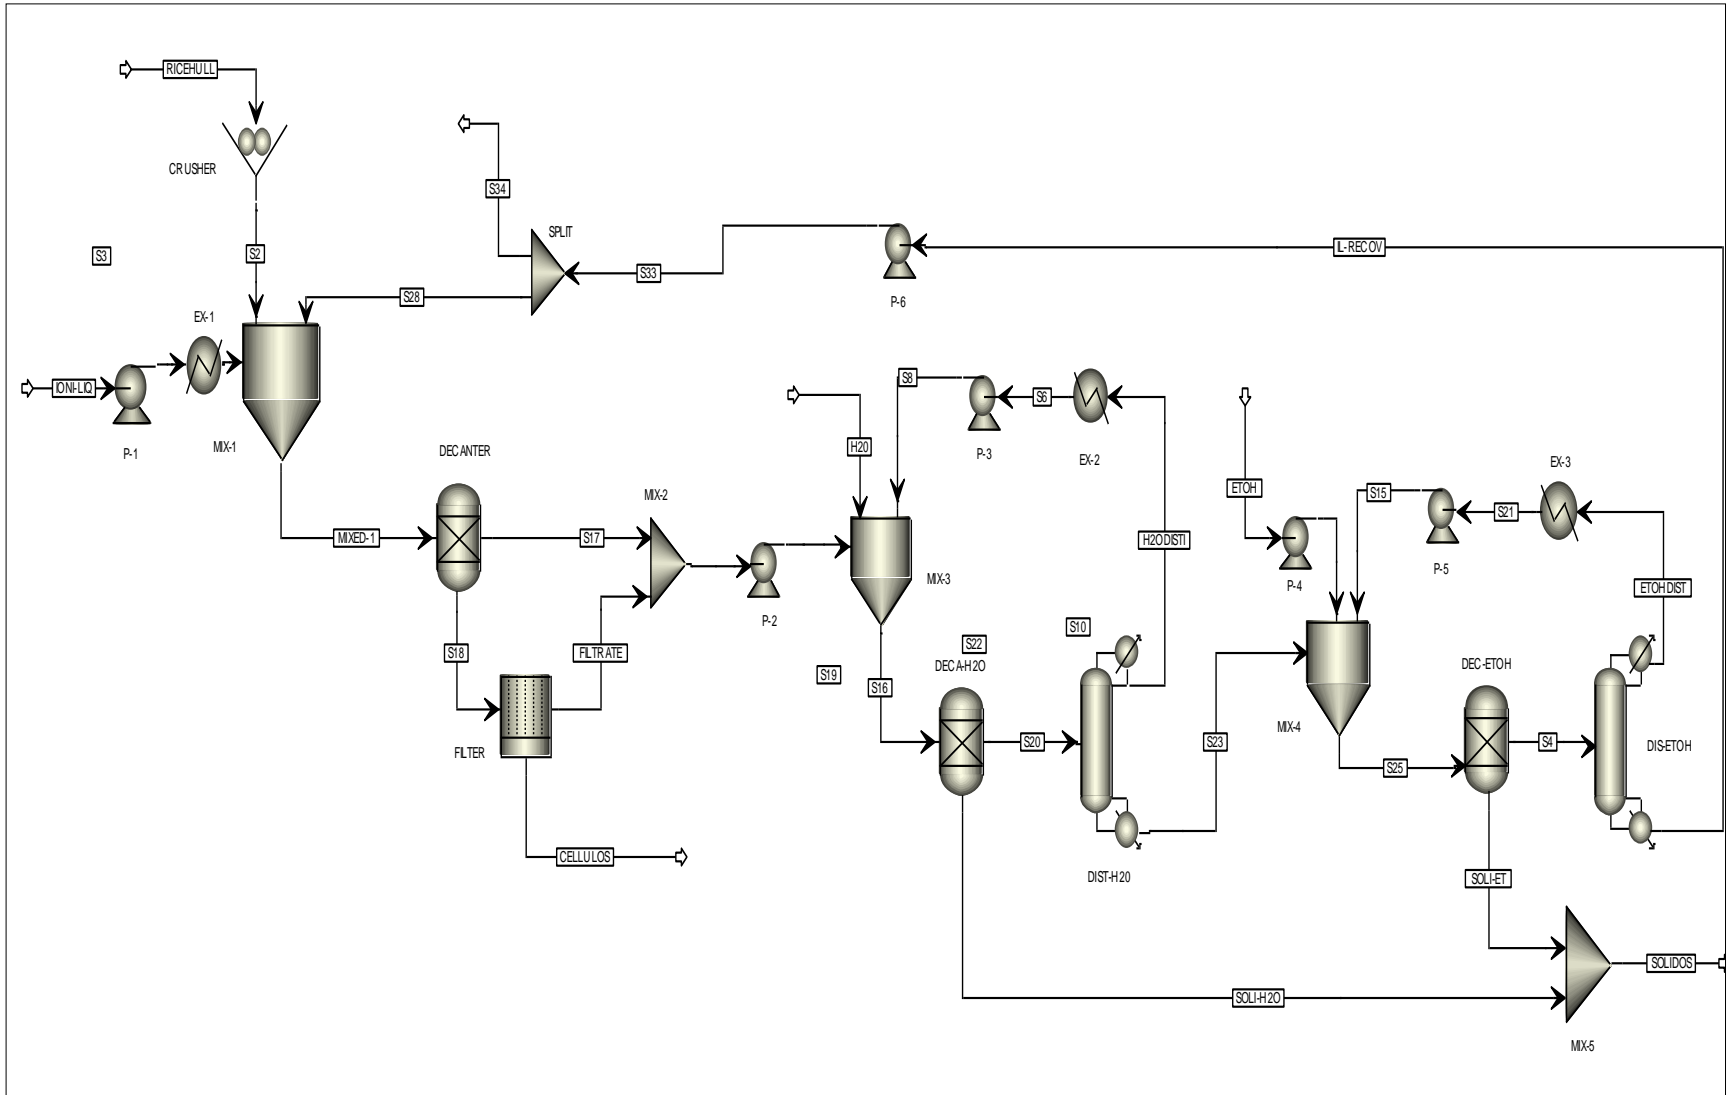 RICEHULL
CRUSHER
S34
SPLIT
S3
S2
S33
IL-RECOV
S28
P-6
EX-1
IONI-LIQ
P-1
MIX-1
S8
S6
P-3
EX-2
H20
DECANTER
EX-3
ETOH
S15
S21
MIX-2
MIXED-1
S17
H2ODISTI
P-5
P-2
MIX-3
P-4
ETOHDIST
S18
FILTRATE
S22
S10
DECA-H2O
S19
S16
DEC-ETOH
FILTER
S20
S23
MIX-4
S4
DIS-ETOH
S25
CELLULOS
DIST-H20
SOLI-ET
SOLIDOS
SOLI-H2O
MIX-5